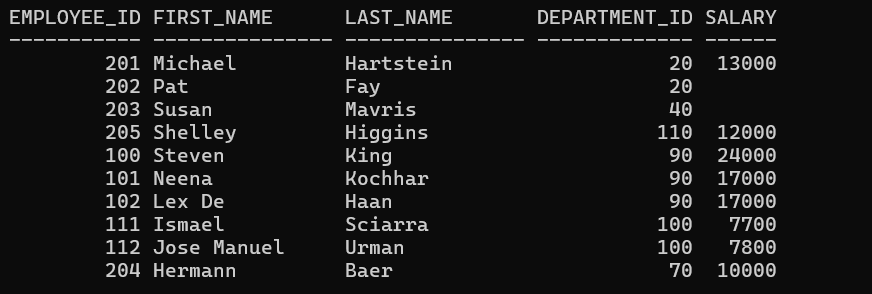 EMPLOYEE_ID FIRST_NAME      LAST_NAME       DEPARTMENT_ID SALARY
----------- --------------- --------------- ------------- ------
        201 Michael         Hartstein                  20  13000
        202 Pat             Fay                        20
        203 Susan           Mavris                     40
        205 Shelley         Higgins                   110  12000
        100 Steven          King                       90  24000
        101 Neena           Kochhar                    90  17000
        102 Lex De          Haan                       90  17000
        111 Ismael          Sciarra                   100   7700
        112 Jose Manuel     Urman                     100   7800
        204 Hermann         Baer                       70  10000